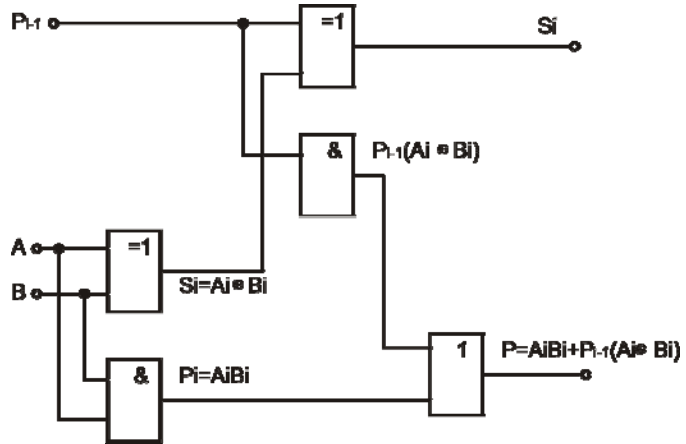 Pi-1
=1
Si
&
Pi-1(Ai ⊕ Bi)
A
=1
B
Si=Ai⊕Bi
1
P=AiBi+Pi-1(Ai⊕ Bi)
&
Pi=AiBi